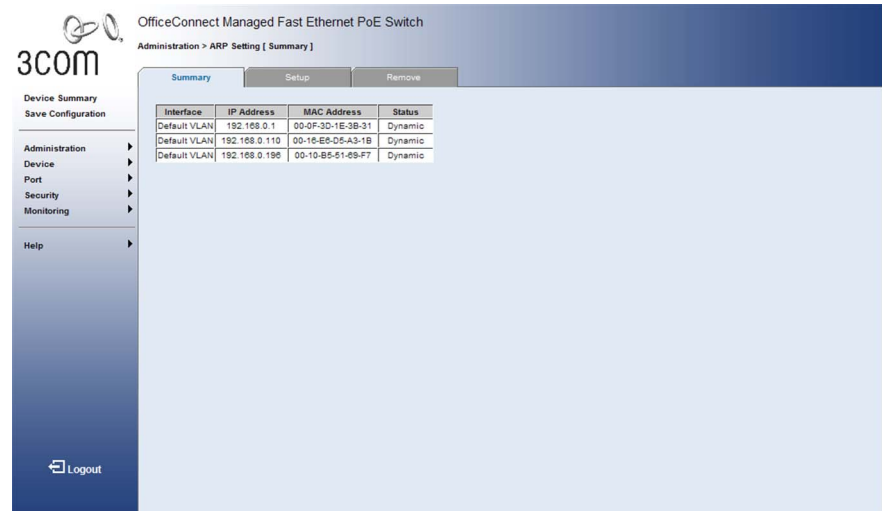 3COM
OfficeConnect Managed Fast Ethernet PoE Switch
Administration > ARP Setting [ Summary ]
Summary Setup Remove
Device Summary
Save Configuration
Administration
Device
Port
Security
Monitoring
Help
Logout
Interface IP Address MAC Address Status
Default VLAN 192.168.0.1 00-0F-3D-1E-3B-31 Dynamic
Default VLAN 192.168.0.110 00-16-E6-D5-A3-1B Dynamic
Default VLAN 192.168.0.196 00-10-B5-51-69-F7 Dynamic